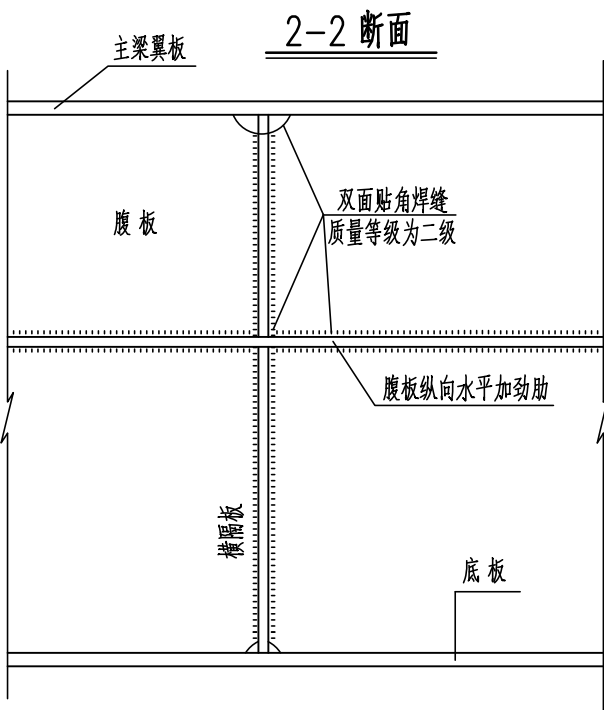 2-2 断面
主梁翼板
双面贴角焊缝
质量等级为二级
腹板
腹板纵向水平加劲肋
横隔板
底板